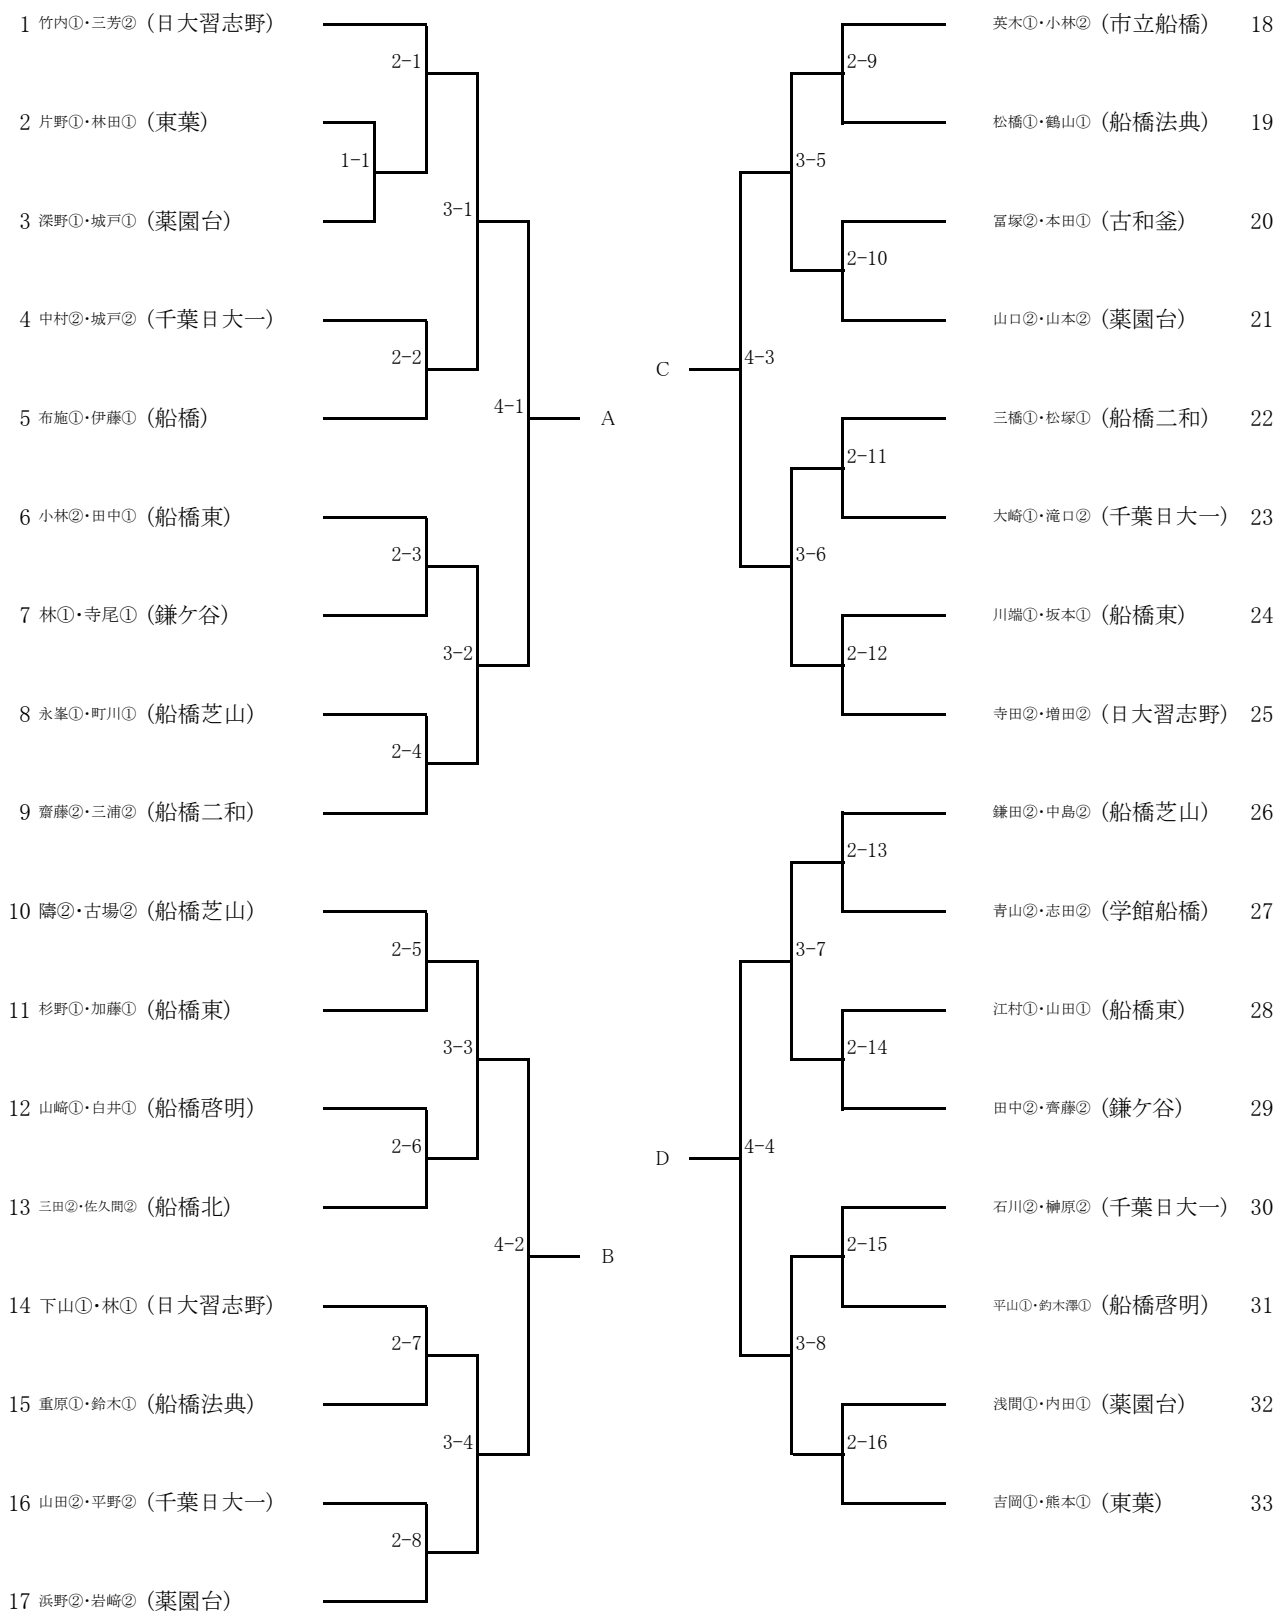 1 竹内①・三芳② (日大習志野)
2-1
2 片野①・林田① (東葉)
1-1
3 深野①・城戸① (薬園台)
3-1
4 中村②・城戸② (千葉日大一)
2-2
5 布施①・伊藤① (船橋)
4-1
A
6 小林②・田中① (船橋東)
2-3
7 林①・寺尾① (鎌ケ谷)
3-2
8 永峯①・町川① (船橋芝山)
2-4
9 齋藤②・三浦② (船橋二和)
10 隯②・古場② (船橋芝山)
2-5
11 杉野①・加藤① (船橋東)
3-3
12 山﨑①・白井① (船橋啓明)
2-6
13 三田②・佐久間② (船橋北)
4-2
B
14 下山①・林① (日大習志野)
2-7
15 重原①・鈴木① (船橋法典)
3-4
16 山田②・平野② (千葉日大一)
2-8
17 浜野②・岩﨑② (薬園台)
英木①・小林② (市立船橋) 18
2-9
松橋①・鶴山① (船橋法典) 19
3-5
冨塚②・本田① (古和釜) 20
2-10
山口②・山本② (薬園台) 21
C
4-3
三橋①・松塚① (船橋二和) 22
2-11
大崎①・滝口② (千葉日大一) 23
3-6
川端①・坂本① (船橋東) 24
2-12
寺田②・増田② (日大習志野) 25
鎌田②・中島② (船橋芝山) 26
2-13
青山②・志田② (学館船橋) 27
3-7
江村①・山田① (船橋東) 28
2-14
田中②・齊藤② (鎌ケ谷) 29
D
4-4
石川②・榊原② (千葉日大一) 30
2-15
平山①・釣木澤① (船橋啓明) 31
3-8
浅間①・内田① (薬園台) 32
2-16
吉岡①・熊本① (東葉) 33